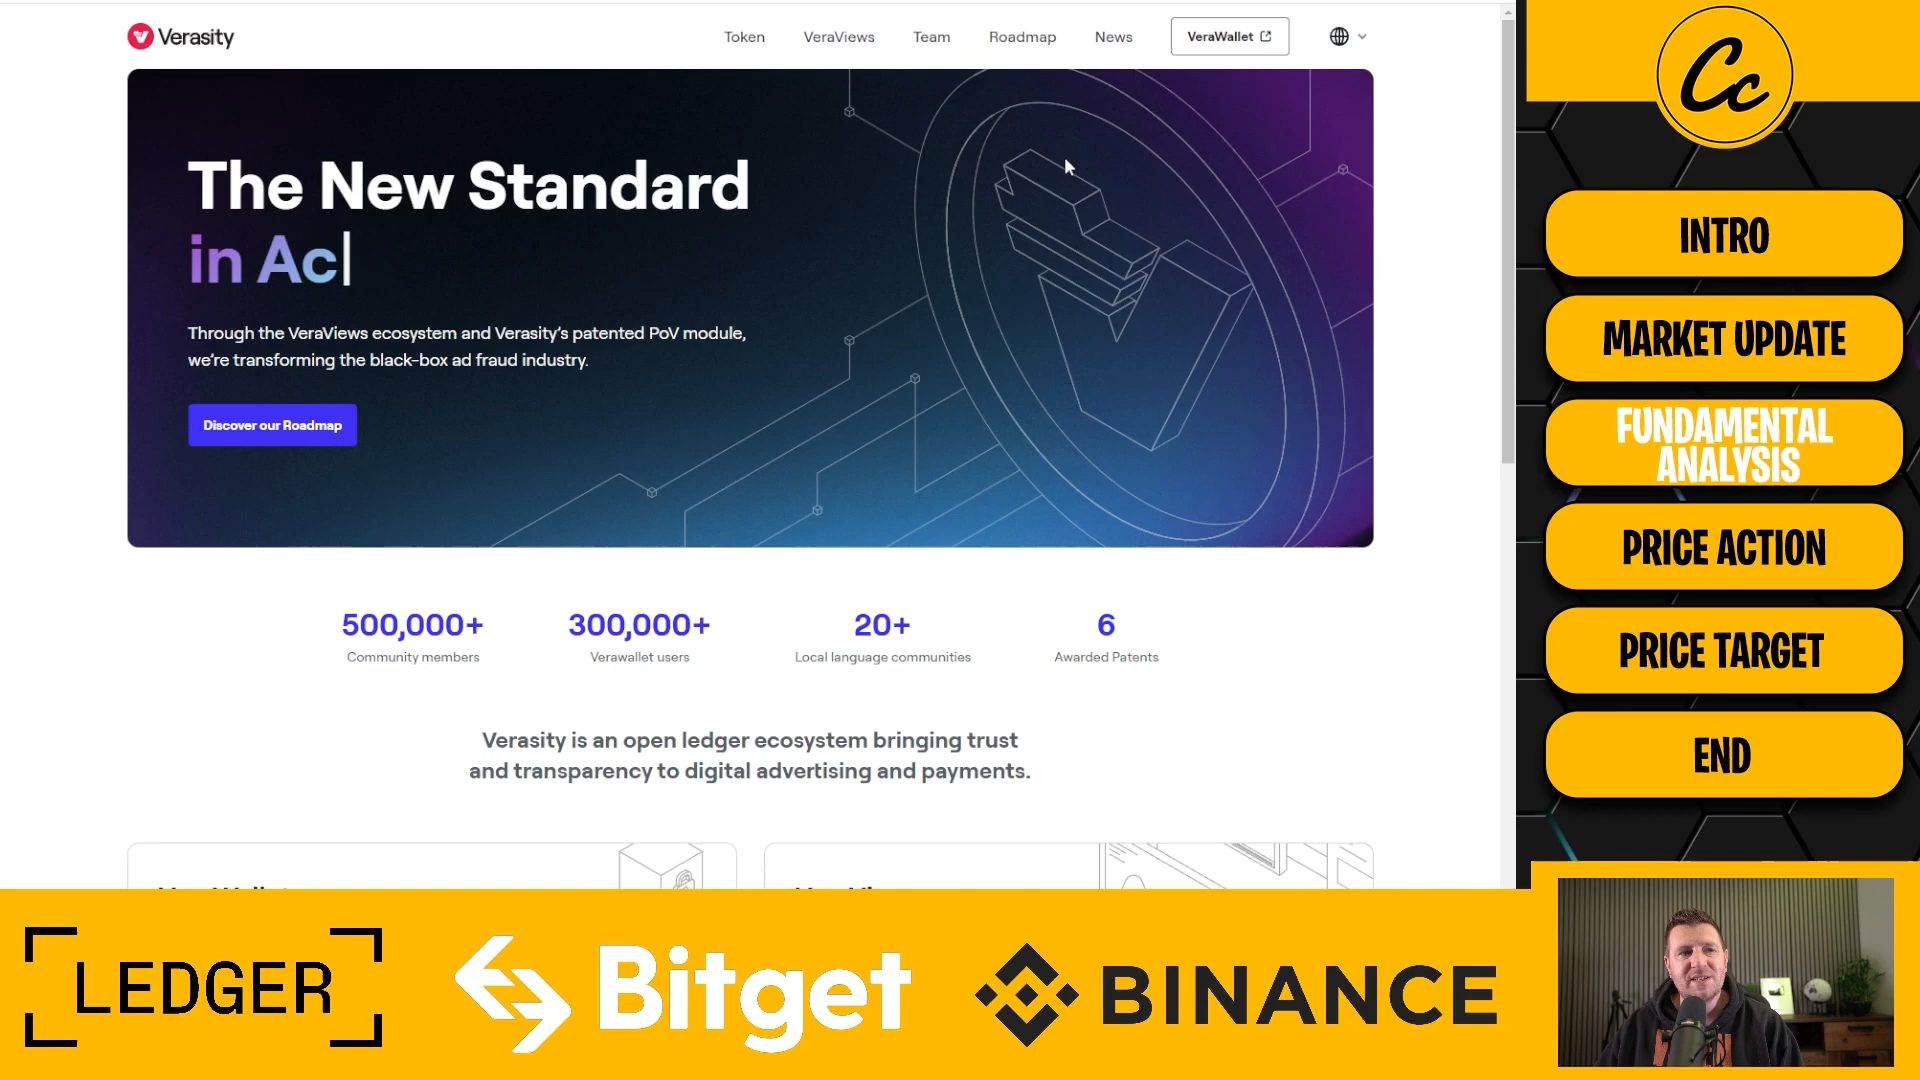 Verasity
Token
VeraViews
Team
Roadmap
News
VeraWallet
The New Standard
in Ac
Through the VeraViews ecosystem and Verasity's patented PoV module,
we're transforming the black-box ad fraud industry.
Discover our Roadmap
500,000+
Community members
300,000+
Verawallet users
20+
Local language communities
6
Awarded Patents
Verasity is an open ledger ecosystem bringing trust
and transparency to digital advertising and payments.
Cc
INTRO
MARKET UPDATE
FUNDAMENTAL
ANALYSIS
PRICE ACTION
PRICE TARGET
END
LEDGER
Bitget
BINANCE